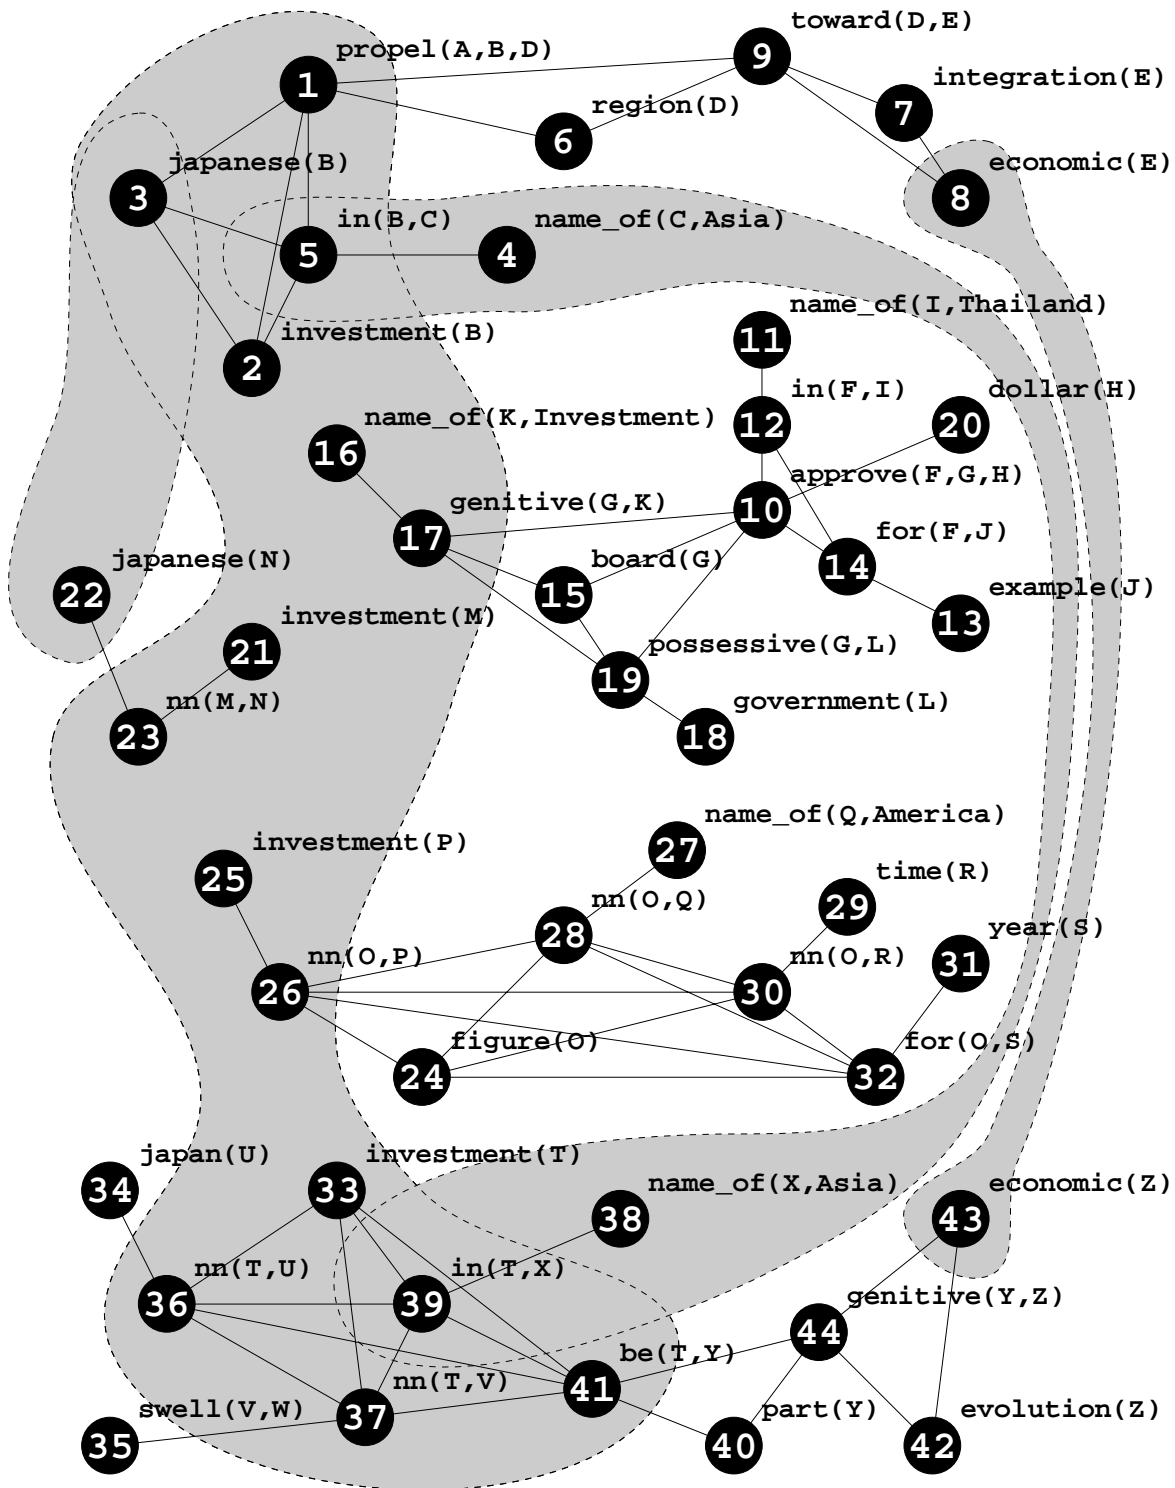 toward(D,E)
propel(A,B,D)
9
integration(E)
1
region(D)
7
6
japanese(B)
economic(E)
3
8
in(B,C)
name_of(C,Asia)
5
4
name_of(I,Thailand)
investment(B)
11
2
in(F,I)
dollar(H)
name_of(K,Investment)
12
20
16
approve(F,G,H)
genitive(G,K)
10
17
for(F,J)
japanese(N)
board(G)
14
example(J)
22
15
investment(M)
13
21
possessive(G,L)
19
nn(M,N)
government(L)
23
18
name_of(Q,America)
investment(P)
27
25
time(R)
nn(O,Q)
29
28
year(S)
nn(O,P)
nn(O,R)
31
26
30
figure(O)
for(O,S)
24
32
japan(U)
investment(T)
34
33
name_of(X,Asia)
economic(Z)
38
43
nn(T,U)
in(T,X)
36
39
genitive(Y,Z)
44
be(T,Y)
nn(T,V)
41
swell(V,W)
37
part(Y)
evolution(Z)
35
40
42